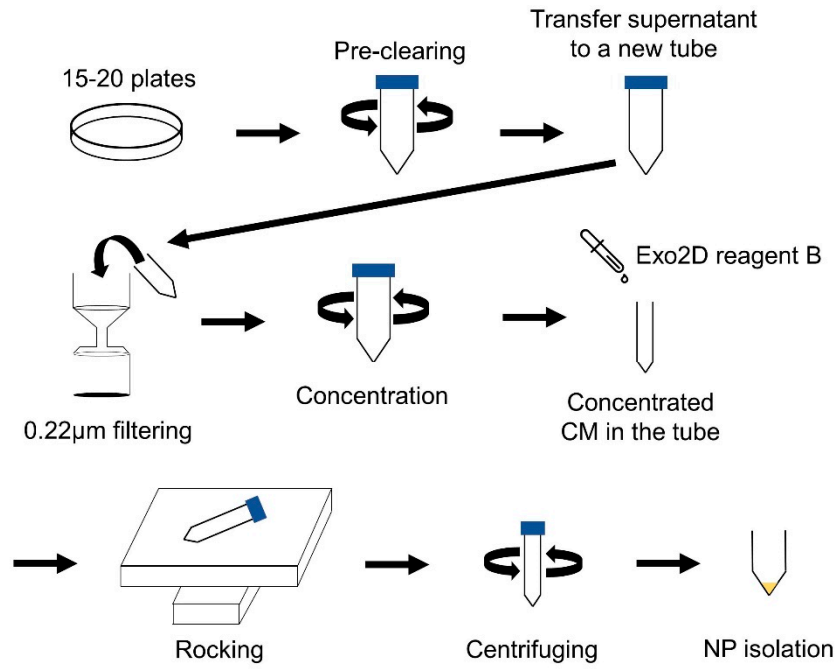 15-20 plates
Pre-clearing
Transfer supernatant
to a new tube
0.22µm filtering
Concentration
Exo2D reagent B
Concentrated
CM in the tube
Rocking
Centrifuging
NP isolation